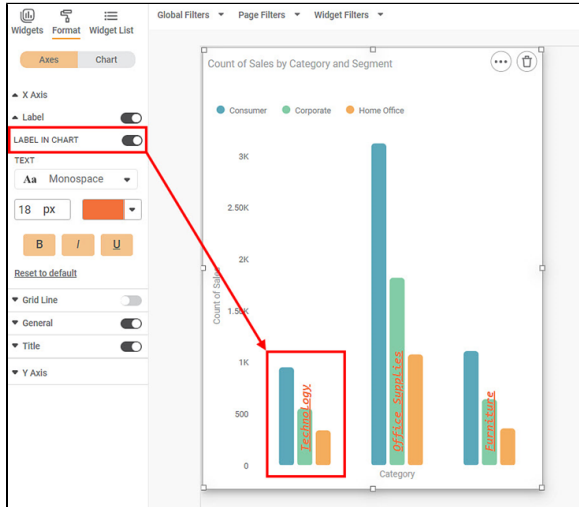 Widgets Format Widget List
Global Filters Page Filters Widget Filters
Axes Chart
X Axis
Label
LABEL IN CHART
TEXT
Aa Monospace
18 px
B I U
Reset to default
Grid Line
General
Title
Y Axis
Count of Sales by Category and Segment
Consumer Corporate Home Office
3K
2.50K
2K
1.50K
1K
500
0
Count of Sales
Technology
Office Supplies
Furniture
Category